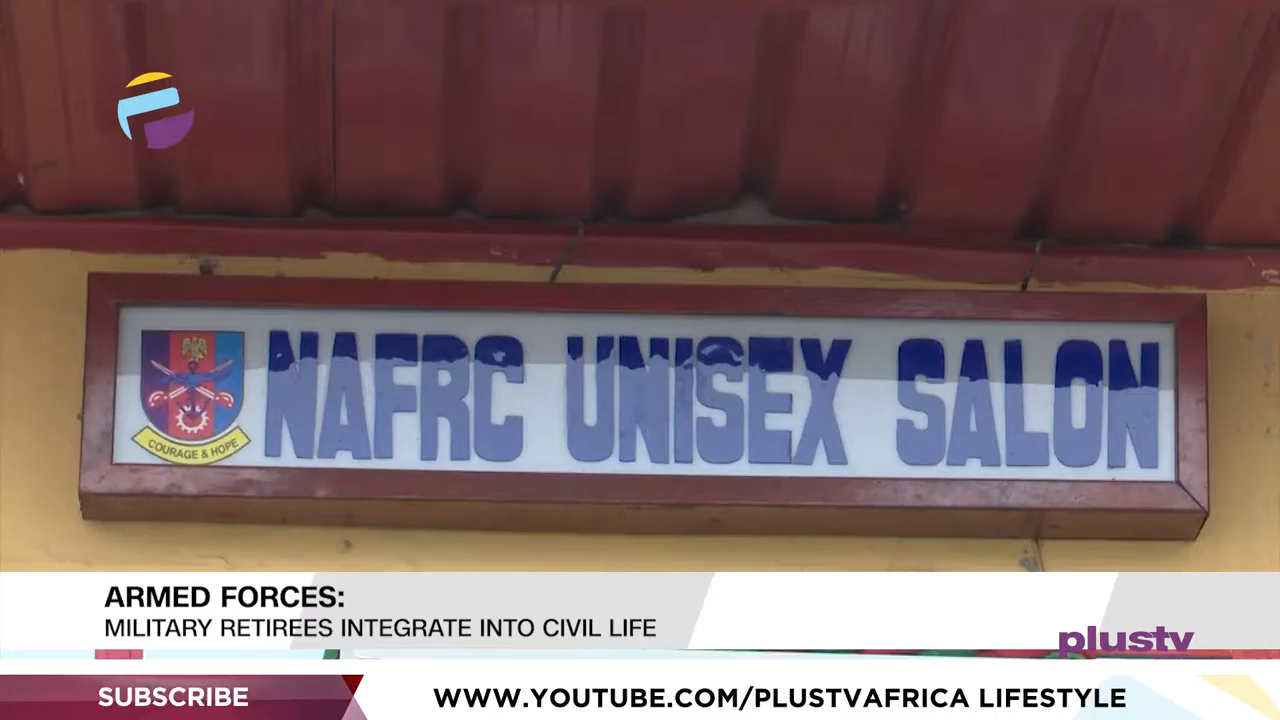 NAFRC UNISEX SALON
COURAGE & HOPE
ARMED FORCES:
MILITARY RETIREES INTEGRATE INTO CIVIL LIFE
plustv
SUBSCRIBE
WWW.YOUTUBE.COM/PLUSTVAFRICA LIFESTYLE